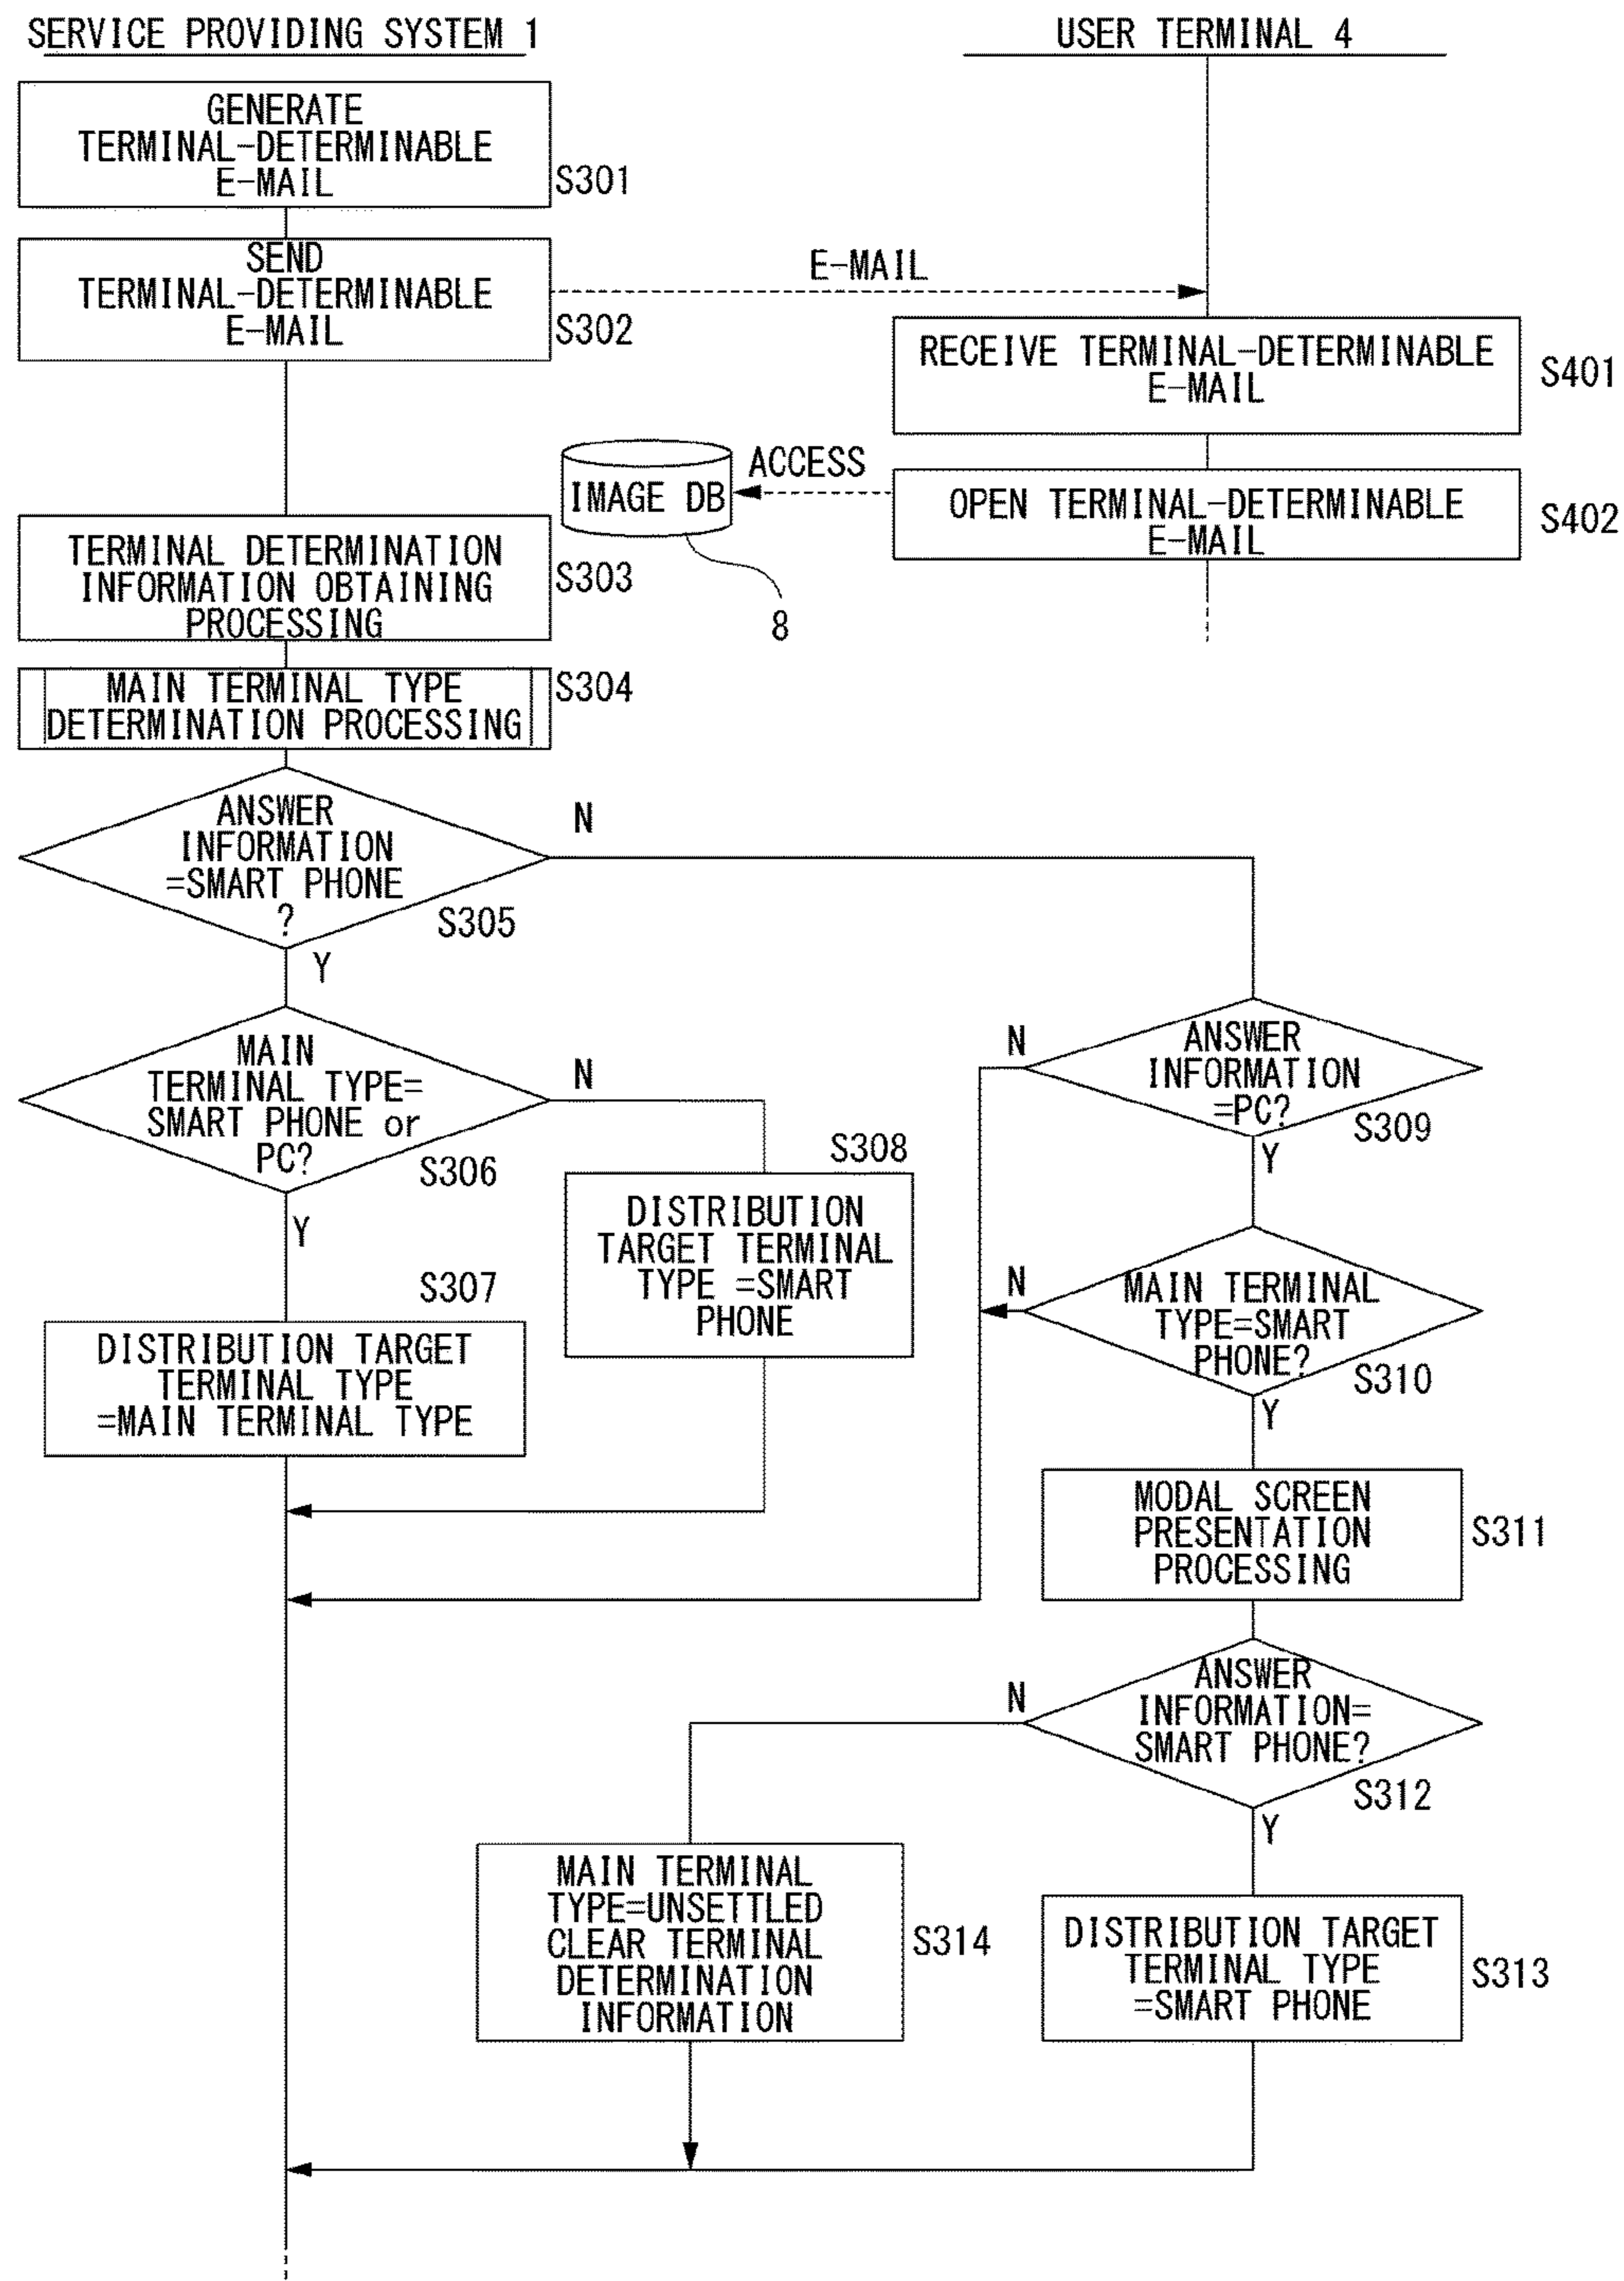 SERVICE PROVIDING SYSTEM 1
USER TERMINAL 4
GENERATE
TERMINAL-DETERMINABLE
E-MAIL
S301
SEND
TERMINAL-DETERMINABLE
E-MAIL
S302
E-MAIL
RECEIVE TERMINAL-DETERMINABLE
E-MAIL
S401
ACCESS
IMAGE DB
8
OPEN TERMINAL-DETERMINABLE
E-MAIL
S402
TERMINAL DETERMINATION
INFORMATION OBTAINING
PROCESSING
S303
MAIN TERMINAL TYPE
DETERMINATION PROCESSING
S304
ANSWER
INFORMATION
=SMART PHONE
?
S305
N
Y
MAIN
TERMINAL TYPE=
SMART PHONE or
PC?
S306
N
Y
S308
DISTRIBUTION
TARGET TERMINAL
TYPE =SMART
PHONE
S307
DISTRIBUTION TARGET
TERMINAL TYPE
=MAIN TERMINAL TYPE
N
ANSWER
INFORMATION
=PC?
S309
Y
N
MAIN TERMINAL
TYPE=SMART
PHONE?
S310
Y
MODAL SCREEN
PRESENTATION
PROCESSING
S311
N
ANSWER
INFORMATION=
SMART PHONE?
S312
Y
MAIN TERMINAL
TYPE=UNSETTLED
CLEAR TERMINAL
DETERMINATION
INFORMATION
S314
DISTRIBUTION TARGET
TERMINAL TYPE
=SMART PHONE
S313